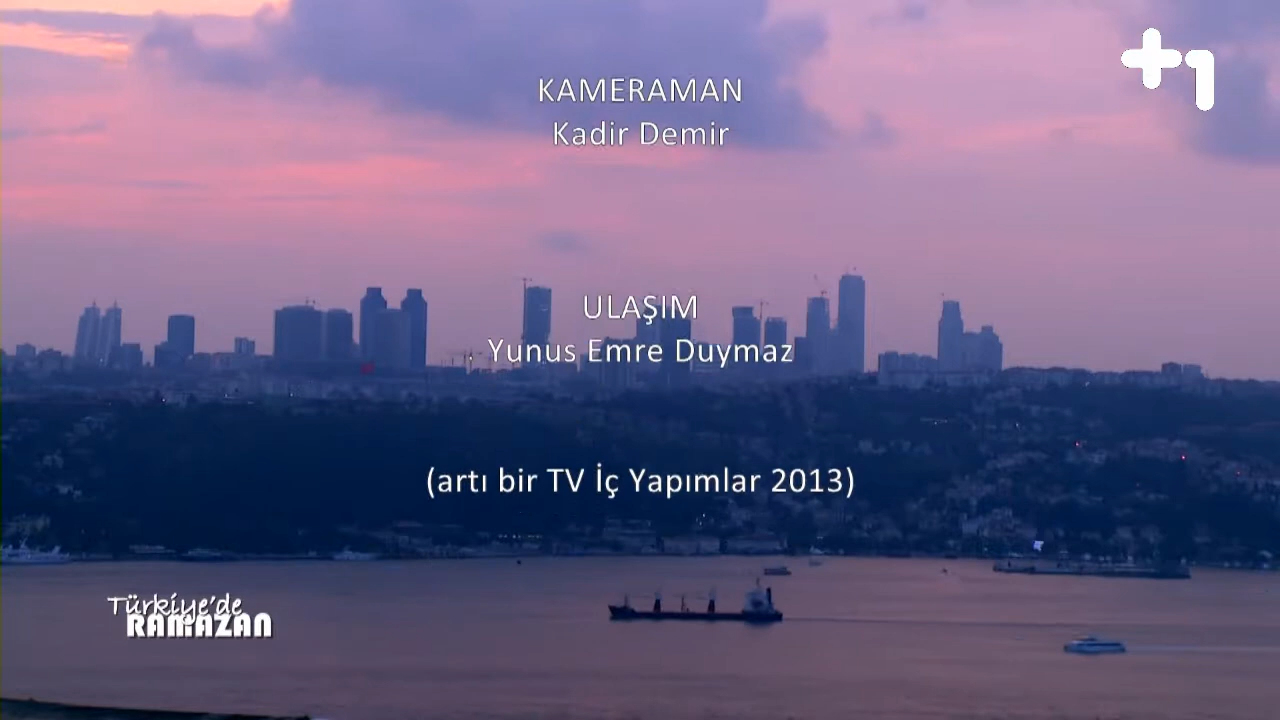 +1
KAMERAMAN
Kadir Demir
ULAŞIM
Yunus Emre Duymaz
(artı bir TV İç Yapımlar 2013)
Türkiye'de
RAMAZAN